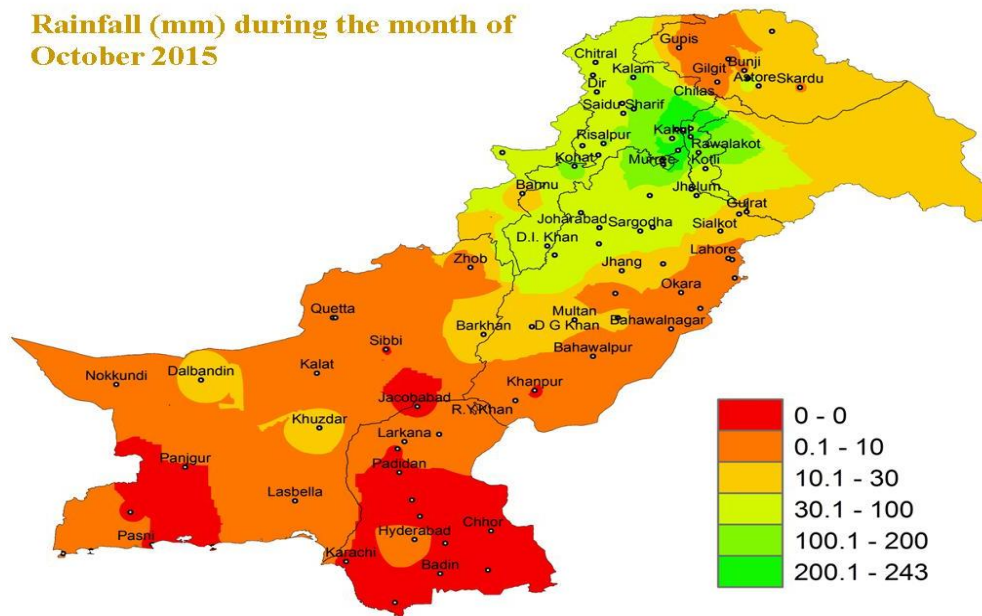 Rainfall (mm) during the month of
October 2015
Gupis
Chitral
Bunji
Kalam
Gilgit
Astore
Skardu
Dir
Chilas
Saidu Sharif
Risalpur
Rawalakot
Kohat
Murree
Kotli
Bannu
Jhelum
Gujrat
Joharabad
Sargodha
Sialkot
D.I. Khan
Lahore
Zhob
Jhang
Okara
Quetta
Multan
Barkhan
D G Khan
Bahawalnagar
Sibbi
Bahawalpur
Kalat
Dalbandin
Nokkundi
Khanpur
Jacobabad
R.Y.Khan
Khuzdar
Larkana
Panjgur
Padidan
Lasbella
Chhor
Pasni
Hyderabad
Karachi
Badin
0 - 0
0.1 - 10
10.1 - 30
30.1 - 100
100.1 - 200
200.1 - 243